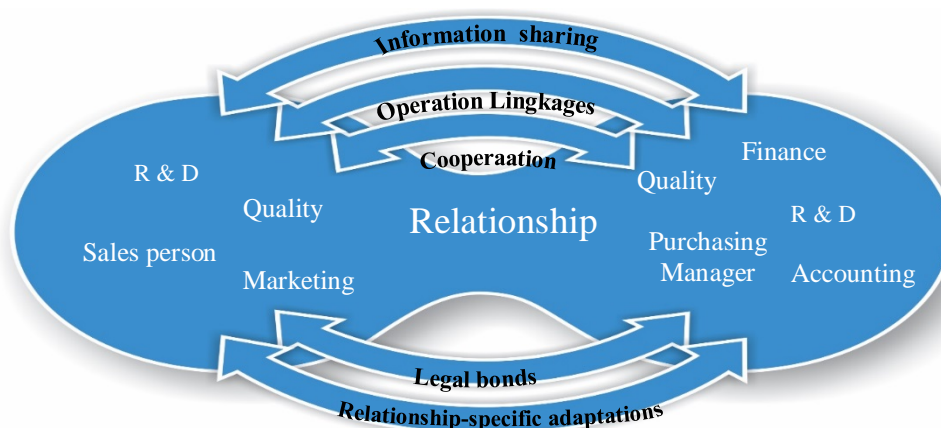 Information sharing
Operation Lingkages
Cooperaation
Finance
R & D
Quality
Quality
R & D
Relationship
Sales person
Purchasing
Manager
Marketing
Accounting
Legal bonds
Relationship-specific adaptations